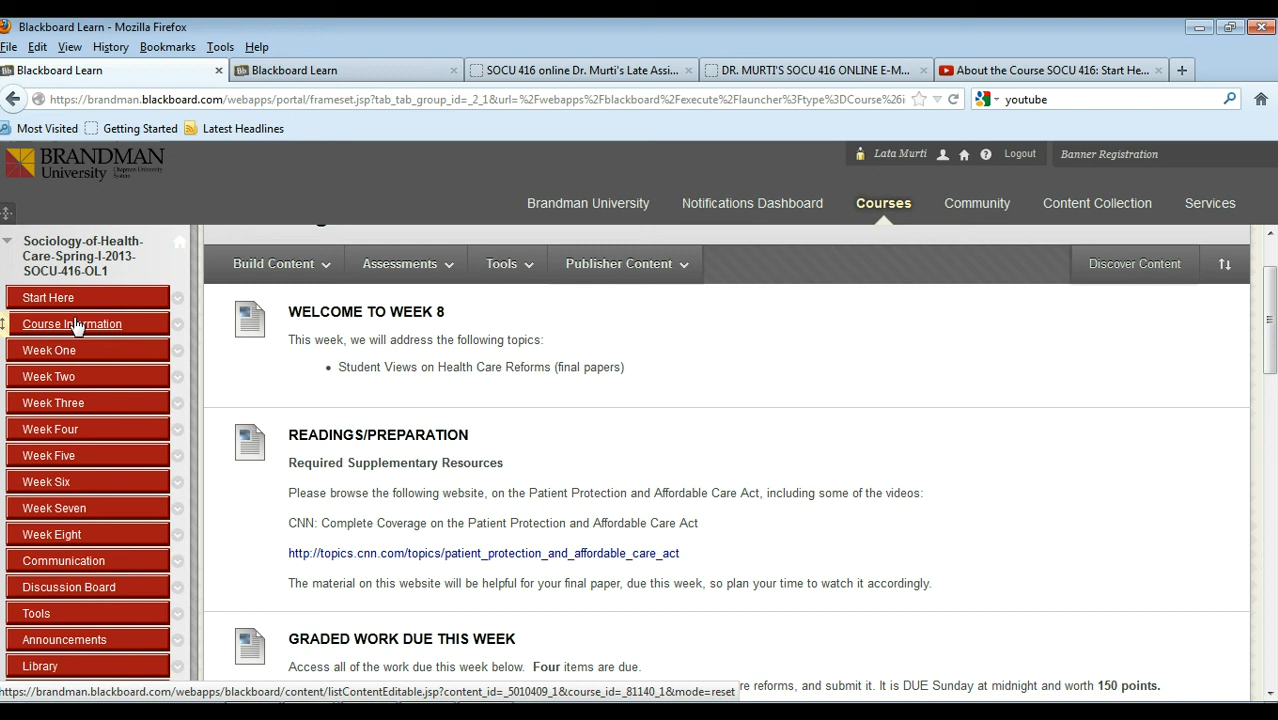 Blackboard Learn - Mozilla Firefox
File Edit View History Bookmarks Tools Help
Blackboard Learn
Blackboard Learn
SOCU 416 online Dr. Murti's Late Assi...
DR. MURTI'S SOCU 416 ONLINE E-M...
About the Course SOCU 416: Start He...
https://brandman.blackboard.com/webapps/portal/frameset.jsp?tab_tab_group_id=_2_1&url=%2Fwebapps%2Fblackboard%2Fexecute%2Flauncher%3Ftype%3DCourse%26i
youtube
Most Visited Getting Started Latest Headlines
BRANDMAN
University
Lata Murti Logout Banner Registration
Brandman University Notifications Dashboard Courses Community Content Collection Services
Sociology-of-Health-
Care-Spring-I-2013-
SOCU-416-OL1
Start Here
Course Information
Week One
Week Two
Week Three
Week Four
Week Five
Week Six
Week Seven
Week Eight
Communication
Discussion Board
Tools
Announcements
Library
Build Content Assessments Tools Publisher Content Discover Content
WELCOME TO WEEK 8
This week, we will address the following topics:
• Student Views on Health Care Reforms (final papers)
READINGS/PREPARATION
Required Supplementary Resources
Please browse the following website, on the Patient Protection and Affordable Care Act, including some of the videos:
CNN: Complete Coverage on the Patient Protection and Affordable Care Act
http://topics.cnn.com/topics/patient_protection_and_affordable_care_act
The material on this website will be helpful for your final paper, due this week, so plan your time to watch it accordingly.
GRADED WORK DUE THIS WEEK
Access all of the work due this week below. Four items are due.
re reforms, and submit it. It is DUE Sunday at midnight and worth 150 points.
https://brandman.blackboard.com/webapps/blackboard/content/listContentEditable.jsp?content_id=_5010409_1&course_id=_81140_1&mode=reset